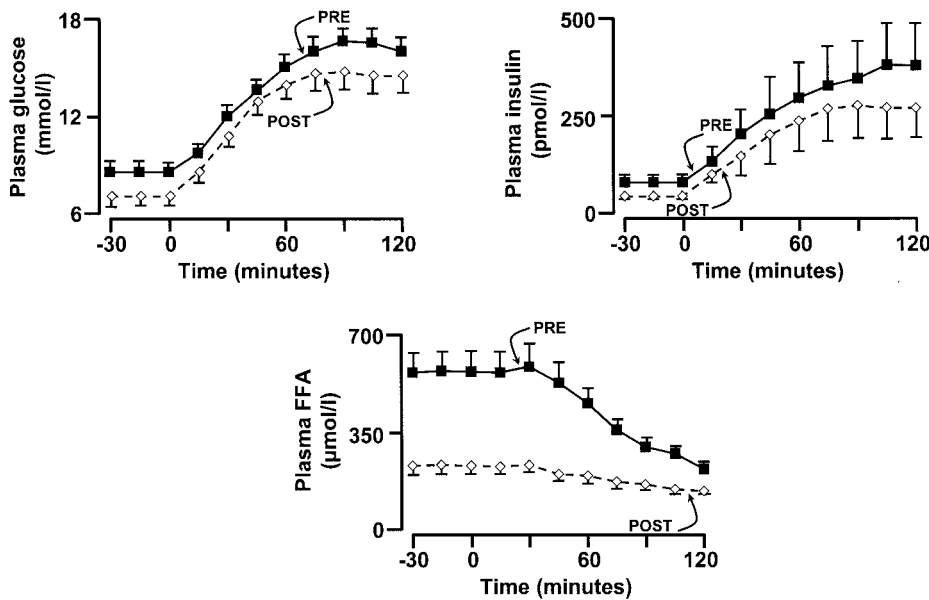 Plasma glucose
(mmol/l)
18
12
6
PRE
POST
-30 0 60 120
Time (minutes)
Plasma insulin
(pmol/l)
500
250
0
PRE
POST
-30 0 60 120
Time (minutes)
Plasma FFA
(µmol/l)
700
350
0
PRE
POST
-30 0 60 120
Time (minutes)